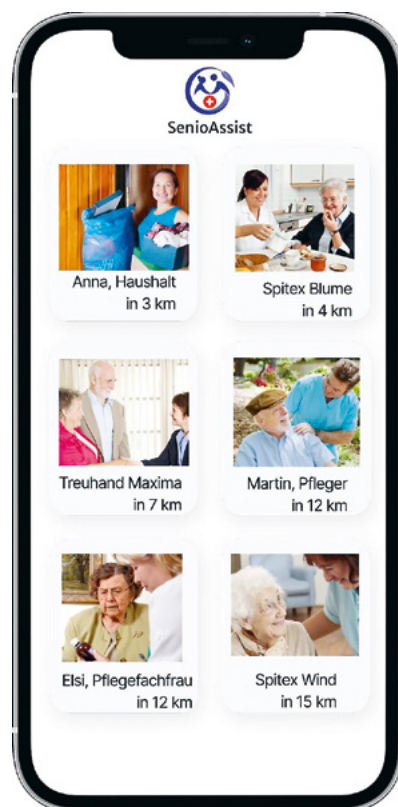 SenioAssist
Anna, Haushalt
in 3 km
Spitex Blume
in 4 km
Treuhand Maxima
in 7 km
Martin, Pfleger
in 12 km
Elsi, Pflegefachfrau
in 12 km
Spitex Wind
in 15 km